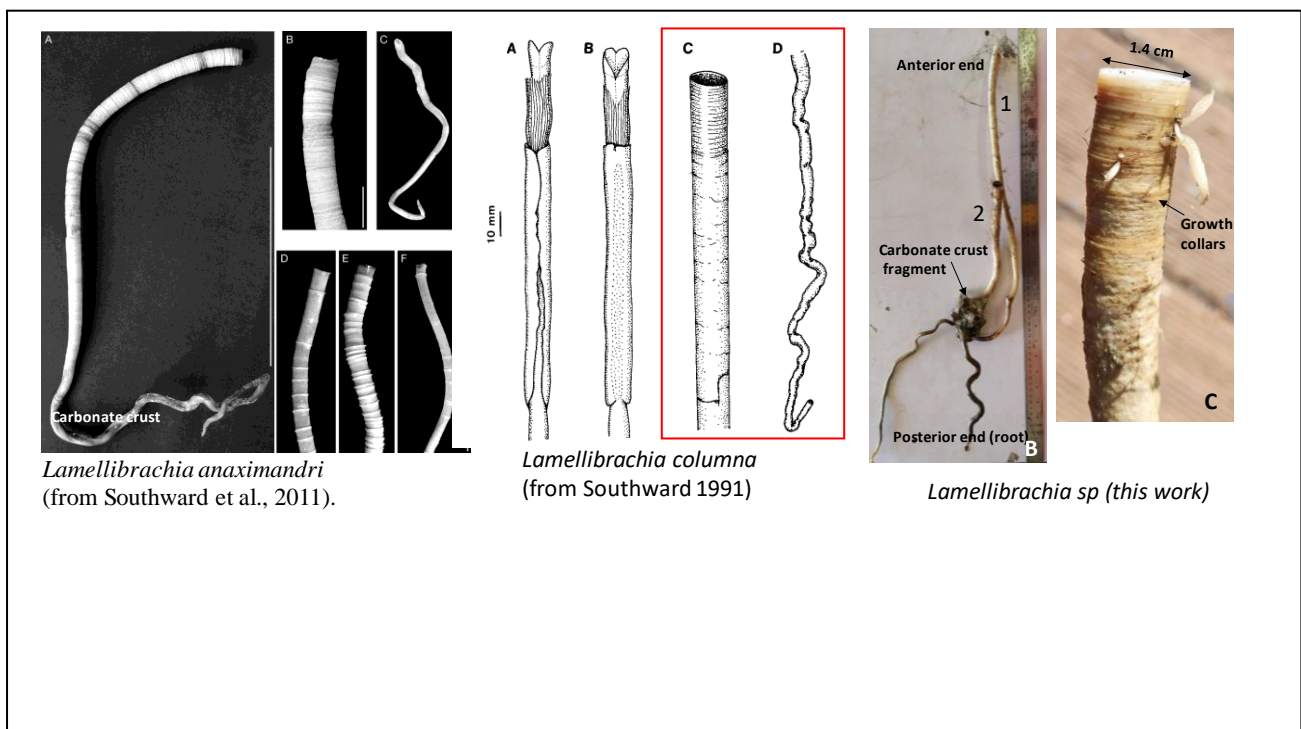 A
B
C
D
E
F
Carbonate crust
Lamellibrachia anaximandri
(from Southward et al., 2011).
A
B
C
D
10 mm
Lamellibrachia columna
(from Southward 1991)
Anterior end
1
2
Carbonate crust
fragment
Posterior end (root)
B
1.4 cm
Growth
collars
C
Lamellibrachia sp (this work)